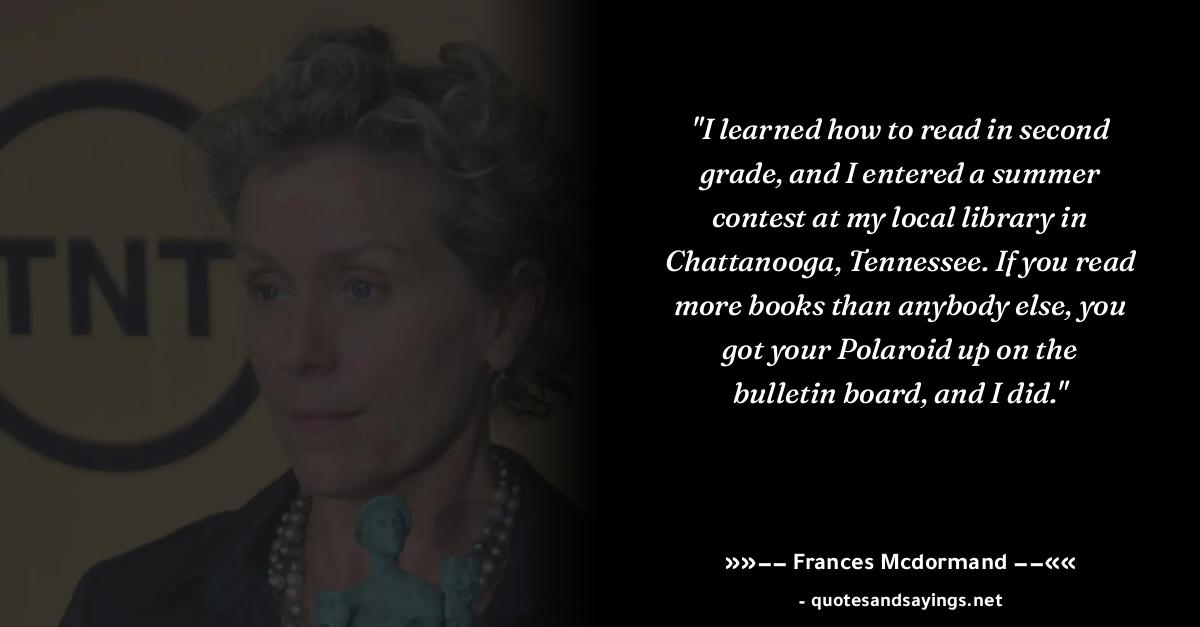 TNT
"I learned how to read in second
grade, and I entered a summer
contest at my local library in
Chattanooga, Tennessee. If you read
more books than anybody else, you
got your Polaroid up on the
bulletin board, and I did."
»»−− Frances Mcdormand −−««
- quotesandsayings.net